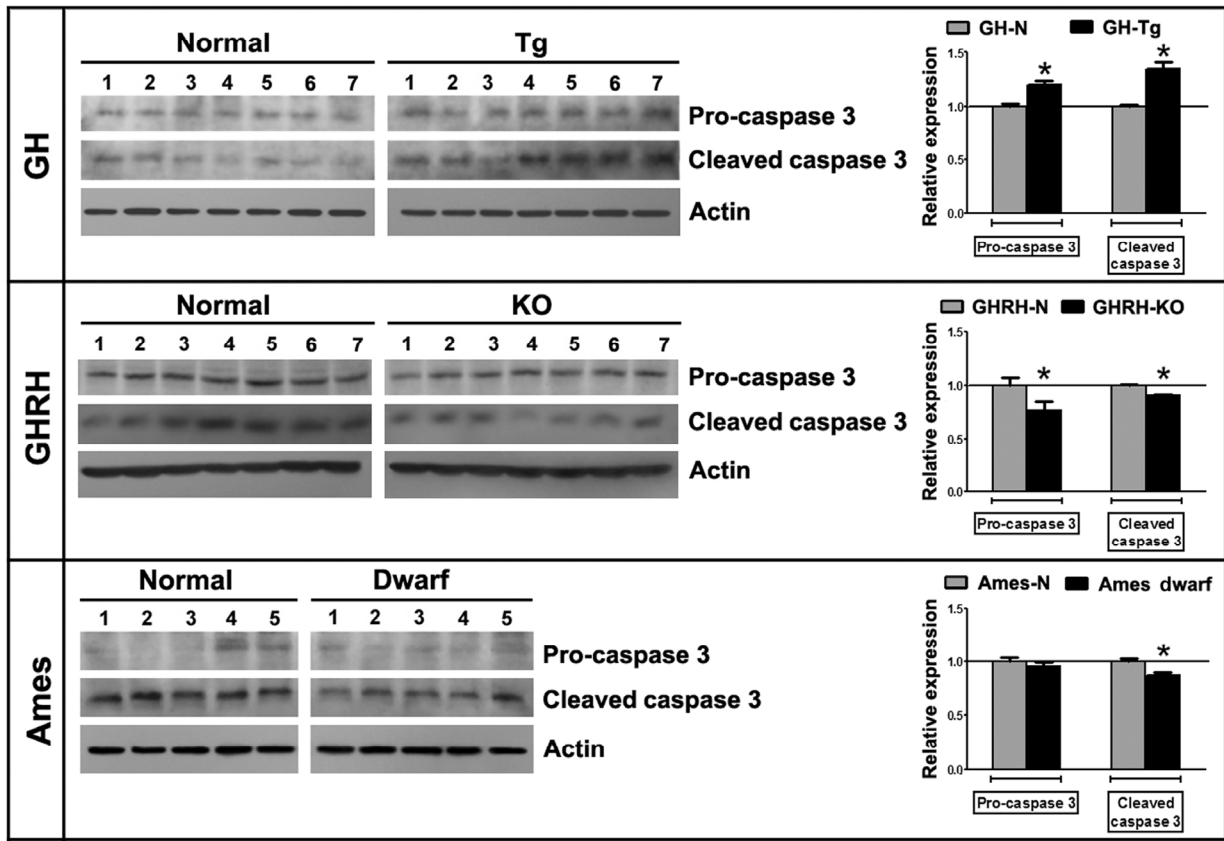 GH
Normal
Tg
1 2 3 4 5 6 7
1 2 3 4 5 6 7
Pro-caspase 3
Cleaved caspase 3
Actin
GH-N
GH-Tg
Relative expression
1.5
1.0
0.5
0.0
*
*
Pro-caspase 3
Cleaved
caspase 3
GHRH
Normal
KO
1 2 3 4 5 6 7
1 2 3 4 5 6 7
Pro-caspase 3
Cleaved caspase 3
Actin
GHRH-N
GHRH-KO
Relative expression
1.5
1.0
0.5
0.0
*
*
Pro-caspase 3
Cleaved
caspase 3
Ames
Normal
Dwarf
1 2 3 4 5
1 2 3 4 5
Pro-caspase 3
Cleaved caspase 3
Actin
Ames-N
Ames dwarf
Relative expression
1.5
1.0
0.5
0.0
*
Pro-caspase 3
Cleaved
caspase 3